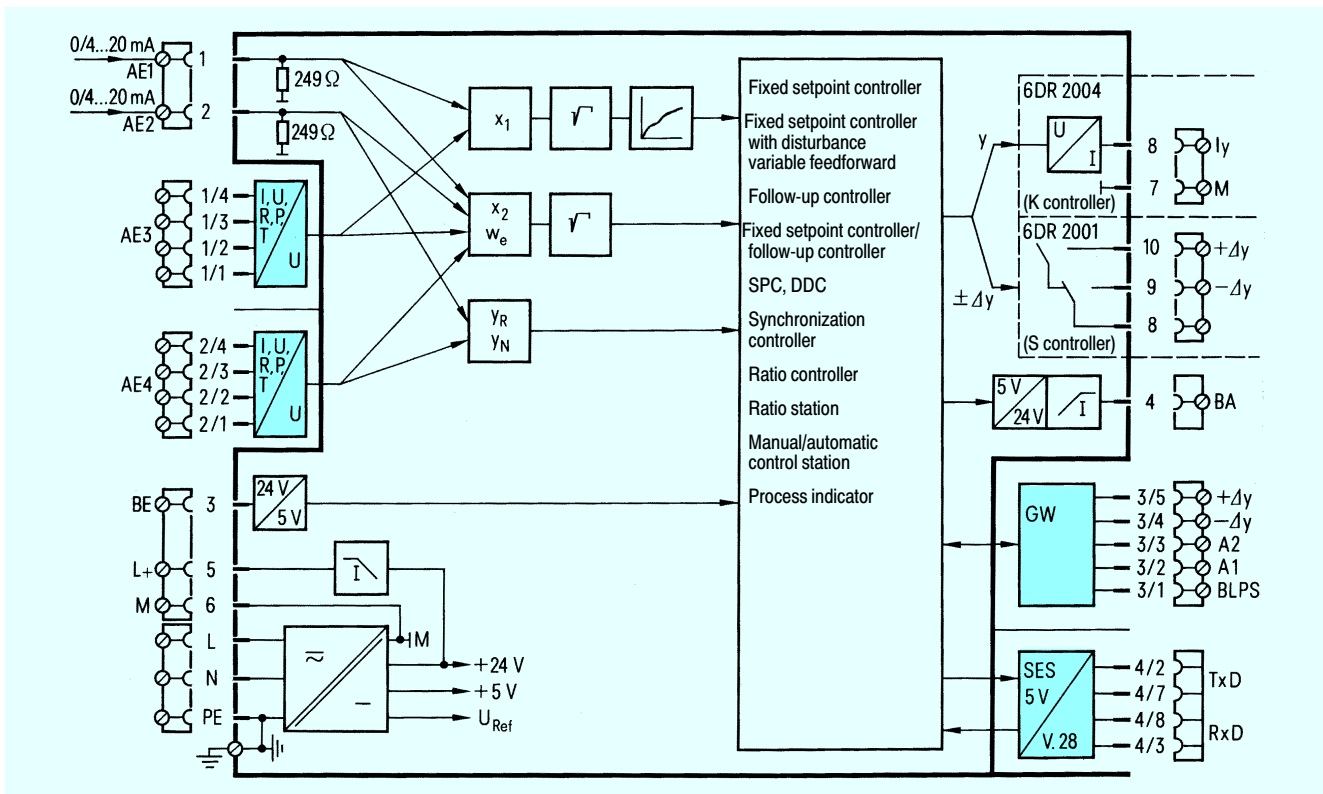 0/4...20 mA
AE1
1
249 Ω
0/4...20 mA
AE2
2
249 Ω
AE3
1/4
1/3
1/2
1/1
I, U,
R, P,
T
U
AE4
2/4
2/3
2/2
2/1
I, U,
R, P,
T
U
BE
3
24 V
5 V
L+
5
I
M
6
L
N
PE
M
+24 V
+5 V
URef
x1
√
x2
we
√
yR
yN
Fixed setpoint controller
Fixed setpoint controller
with disturbance
variable feedforward
Follow-up controller
Fixed setpoint controller/
follow-up controller
SPC, DDC
Synchronization
controller
Ratio controller
Ratio station
Manual/automatic
control station
Process indicator
y
±Δy
6DR 2004
U
I
(K controller)
8
Iy
7
M
6DR 2001
(S controller)
10
+Δy
9
−Δy
8
5 V
24 V
I
4
BA
GW
3/5
+Δy
3/4
−Δy
3/3
A2
3/2
A1
3/1
BLPS
SES
5 V
V. 28
4/2
4/7
TxD
4/8
4/3
RxD